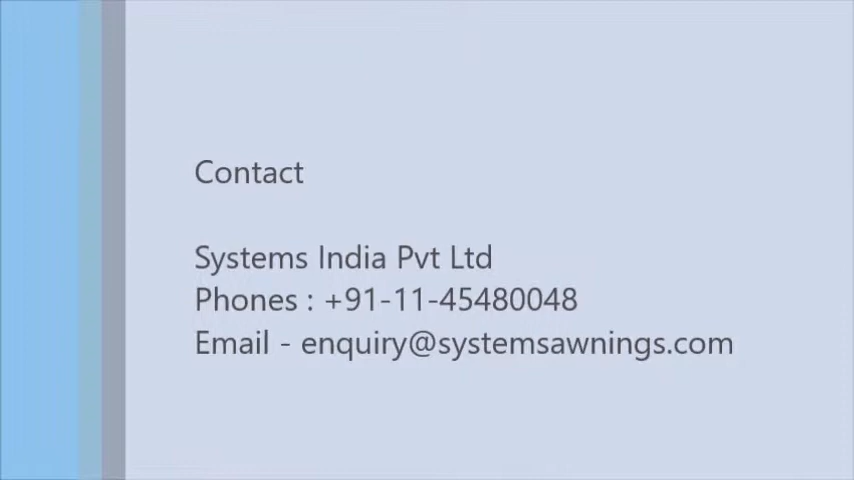 Contact
Systems India Pvt Ltd
Phones : +91-11-45480048
Email - enquiry@systemsawnings.com